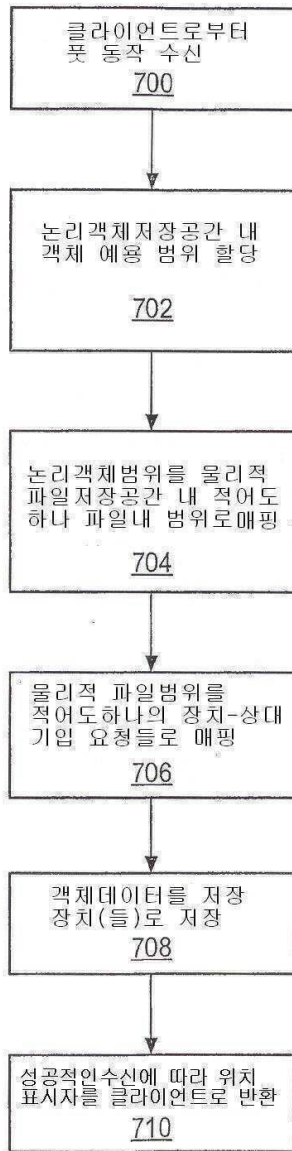 클라이언트로부터
풋 동작 수신
700
논리객체저장공간 내
객체 예용 범위 할당
702
논리객체범위를 물리적
파일저장공간 내 적어도
하나 파일내 범위로매핑
704
물리적 파일범위를
적어도하나의 장치-상대
기입 요청들로 매핑
706
객체데이터를 저장
장치(들)로 저장
708
성공적인수신에 따라 위치
표시자를 클라이언트로 반환
710